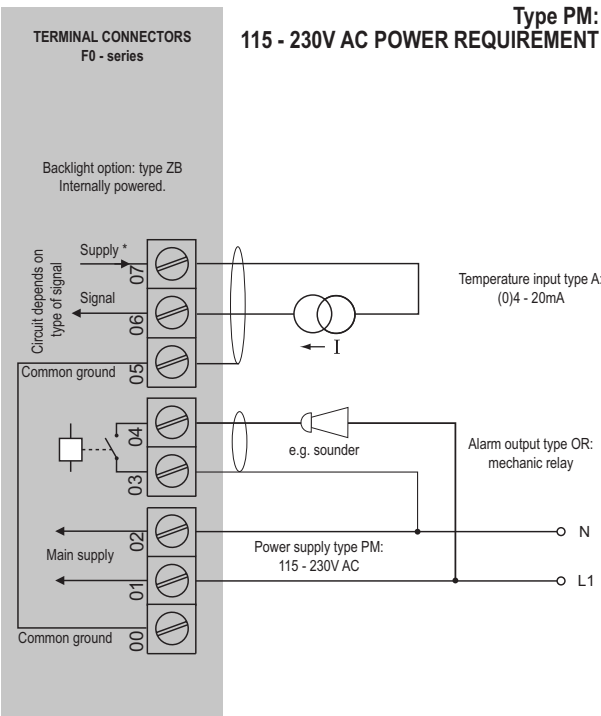 Type PM:
115 - 230V AC POWER REQUIREMENT
TERMINAL CONNECTORS
F0 - series
Backlight option: type ZB
Internally powered.
Circuit depends on
type of signal
Supply *
07
Signal
06
Common ground
05
I
Temperature input type A:
(0)4 - 20mA
04
03
e.g. sounder
Alarm output type OR:
mechanic relay
02
Main supply
01
Power supply type PM:
115 - 230V AC
N
L1
Common ground
00